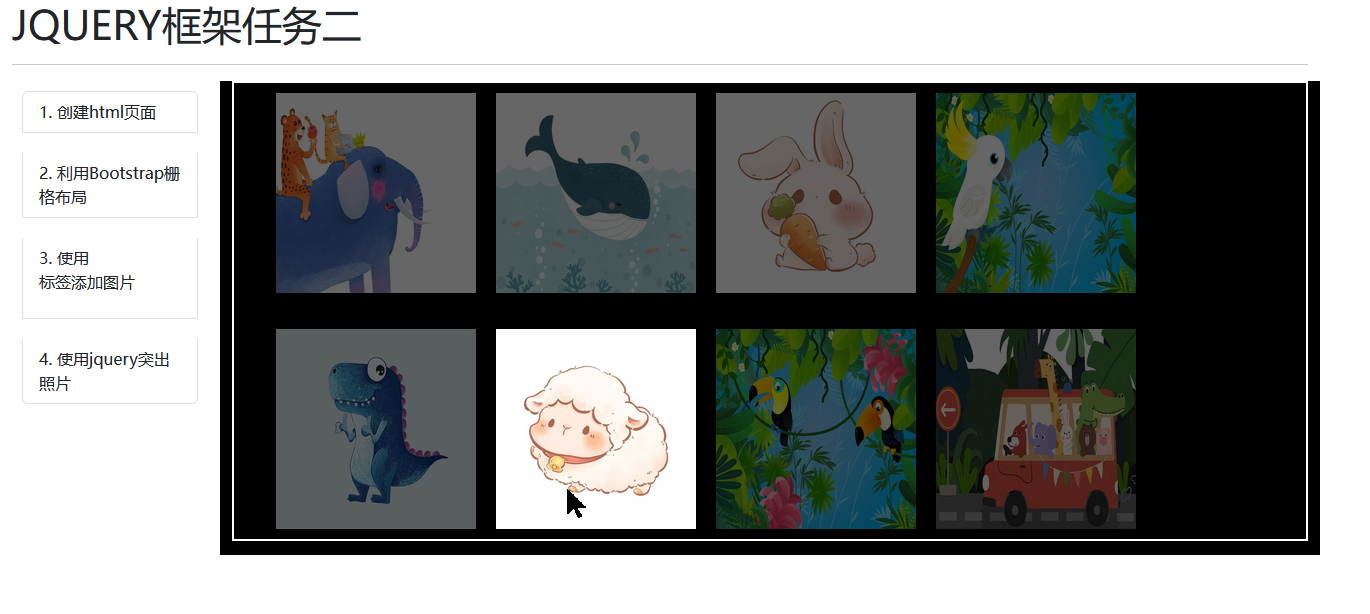 JQUERY框架任务二
1. 创建html页面
2. 利用Bootstrap栅
格布局
3. 使用
标签添加图片
4. 使用jquery突出
照片